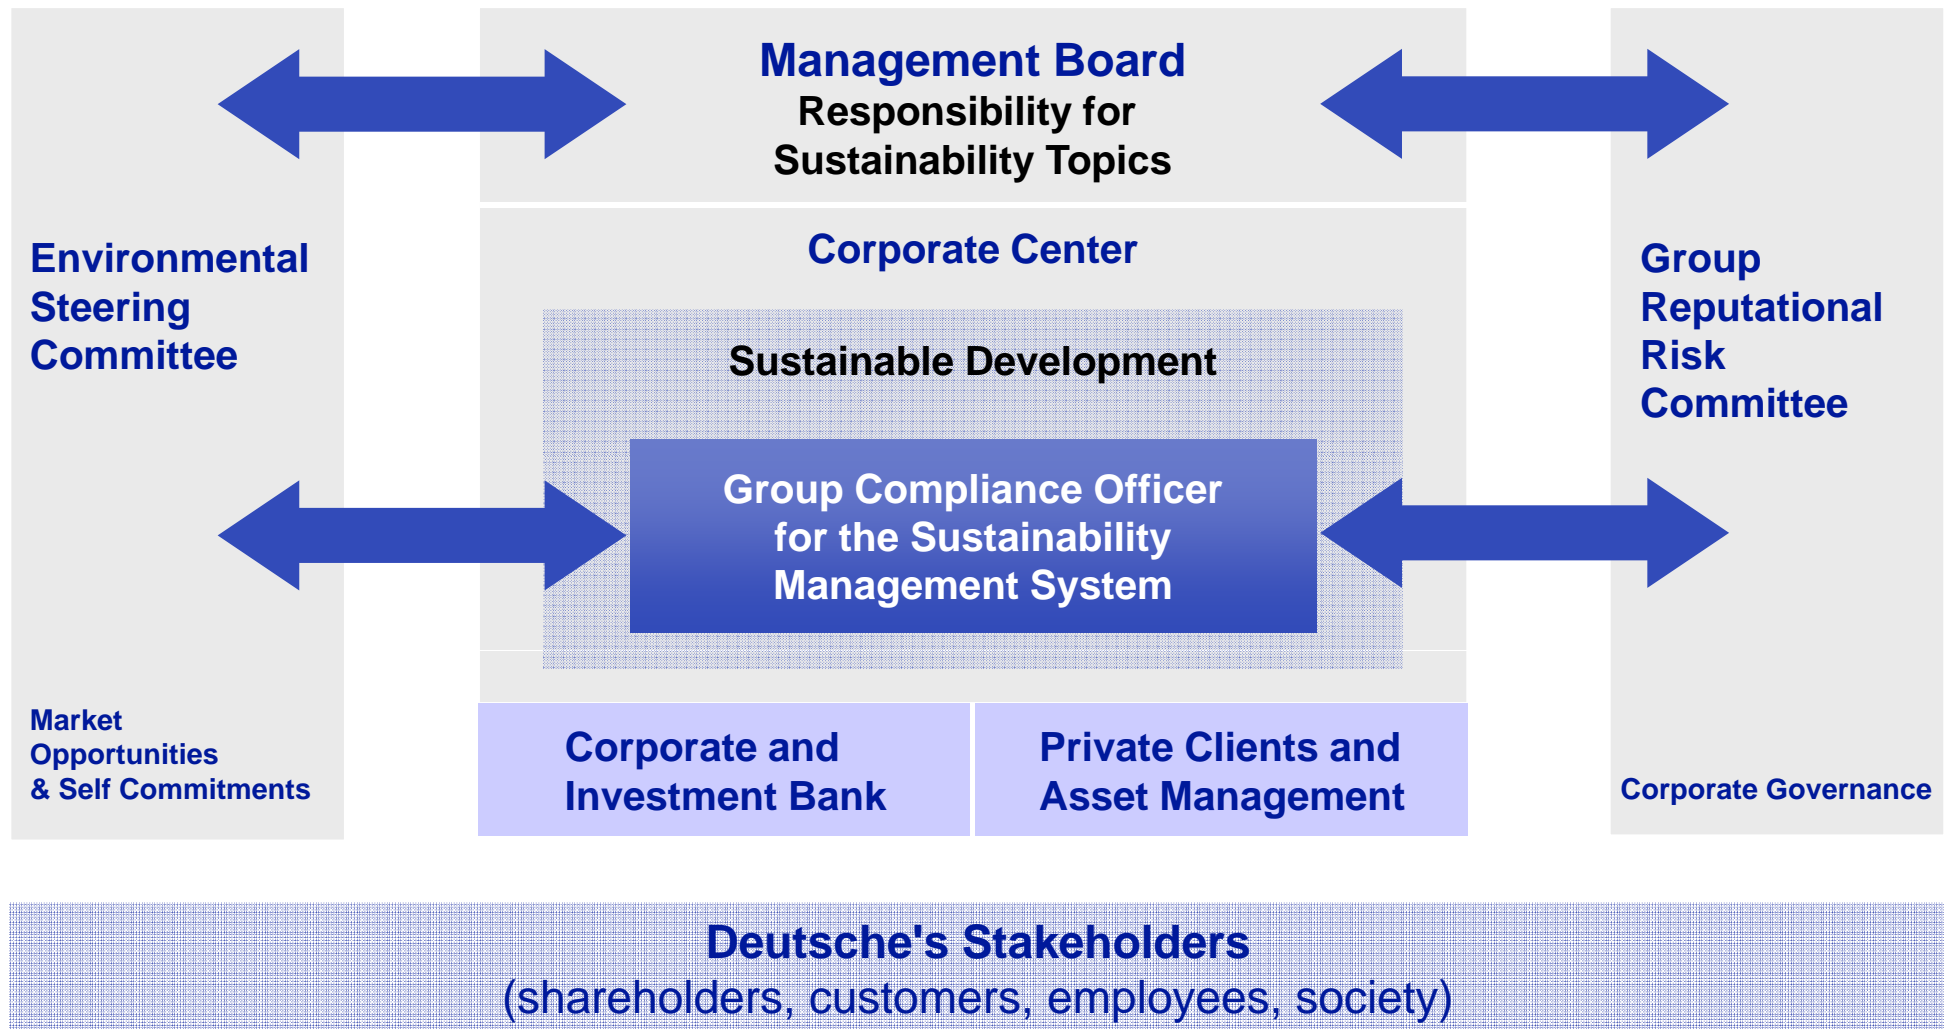 Management Board
Responsibility for
Sustainability Topics
Environmental
Steering
Committee
Corporate Center
Group
Reputational
Risk
Committee
Sustainable Development
Group Compliance Officer
for the Sustainability
Management System
Market
Opportunities
& Self Commitments
Corporate and
Investment Bank
Private Clients and
Asset Management
Corporate Governance
Deutsche's Stakeholders
(shareholders, customers, employees, society)